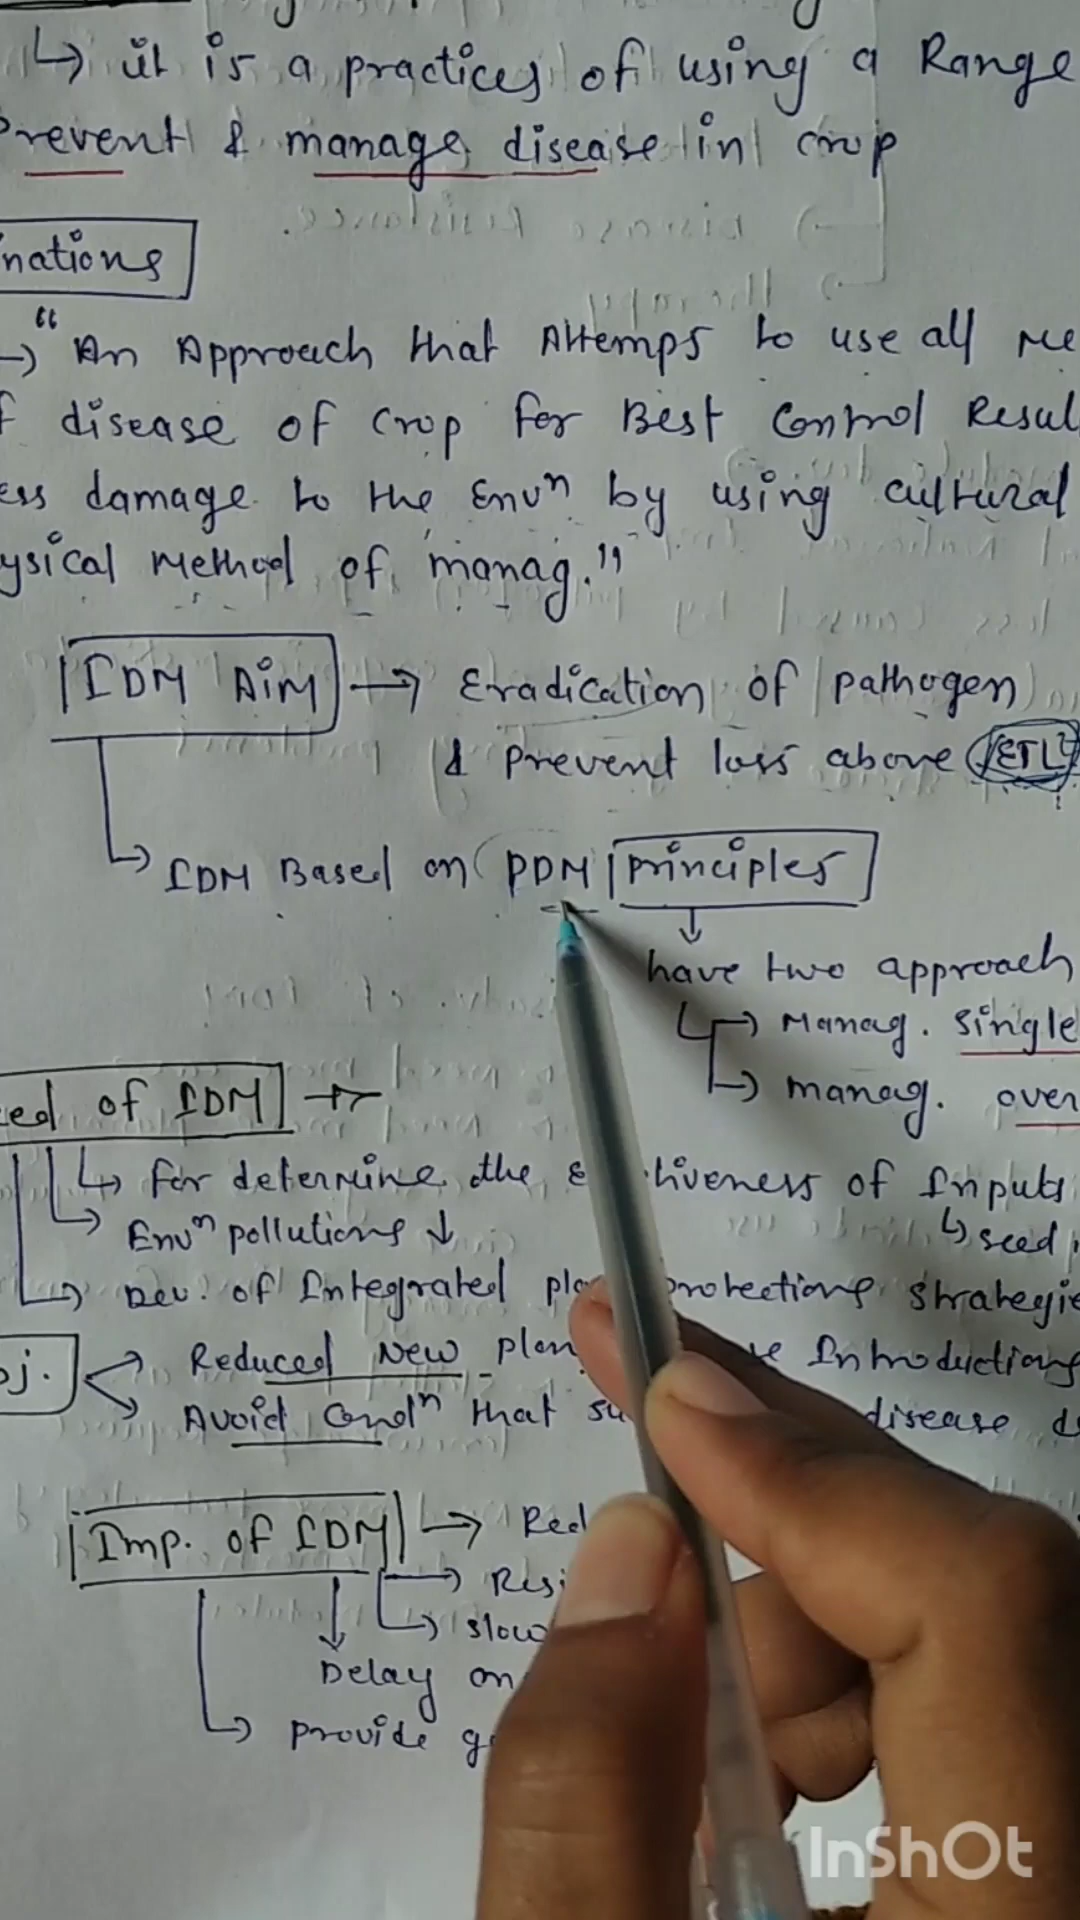 ↳ it is a practices of using a Range
Prevent & manage disease in crop
nations
→ "An Approach that Attemps to use all Me
f disease of crop for Best Control Resul
ess damage to the Envⁿ by using cultural
ysical Method of manag."
IDM AiM → Eradication of pathogen
& prevent loss above ETL
↳ IDM Based on PDM principles
have two approach
→ Manag. single
→ manag. over
ed of IDM →
↳ for determine the tiveness of Inputs
→ Envⁿ pollutions ↓ ↳ seed
→ Dev. of Integrated pla protections strategie
oj. → Reduced New plan Introductions
→ Avoid condⁿ that su disease d
Imp. of IDM → Red
→ Resi
→ slow
Delay on
→ provide g
InShOt